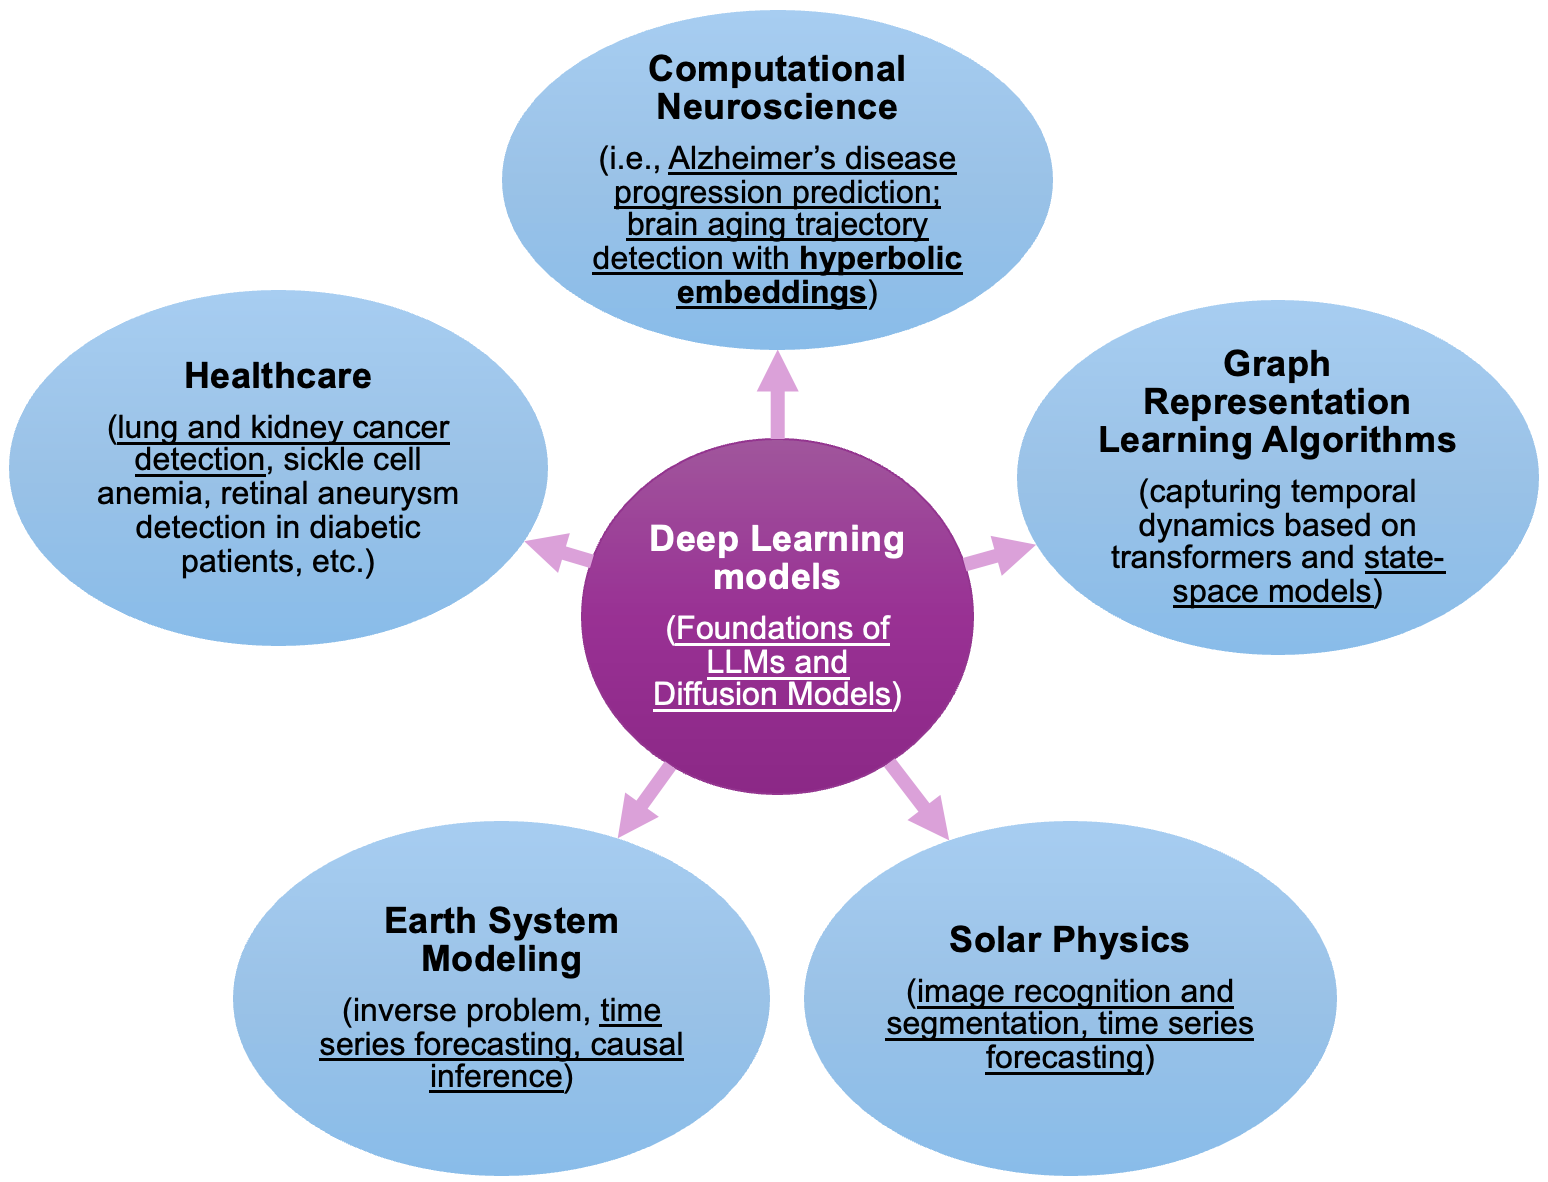 Computational
Neuroscience
(i.e., Alzheimer’s disease
progression prediction;
brain aging trajectory
detection with hyperbolic
embeddings)
Healthcare
(lung and kidney cancer
detection, sickle cell
anemia, retinal aneurysm
detection in diabetic
patients, etc.)
Graph
Representation
Learning Algorithms
(capturing temporal
dynamics based on
transformers and state-
space models)
Deep Learning
models
(Foundations of
LLMs and
Diffusion Models)
Earth System
Modeling
(inverse problem, time
series forecasting, causal
inference)
Solar Physics
(image recognition and
segmentation, time series
forecasting)